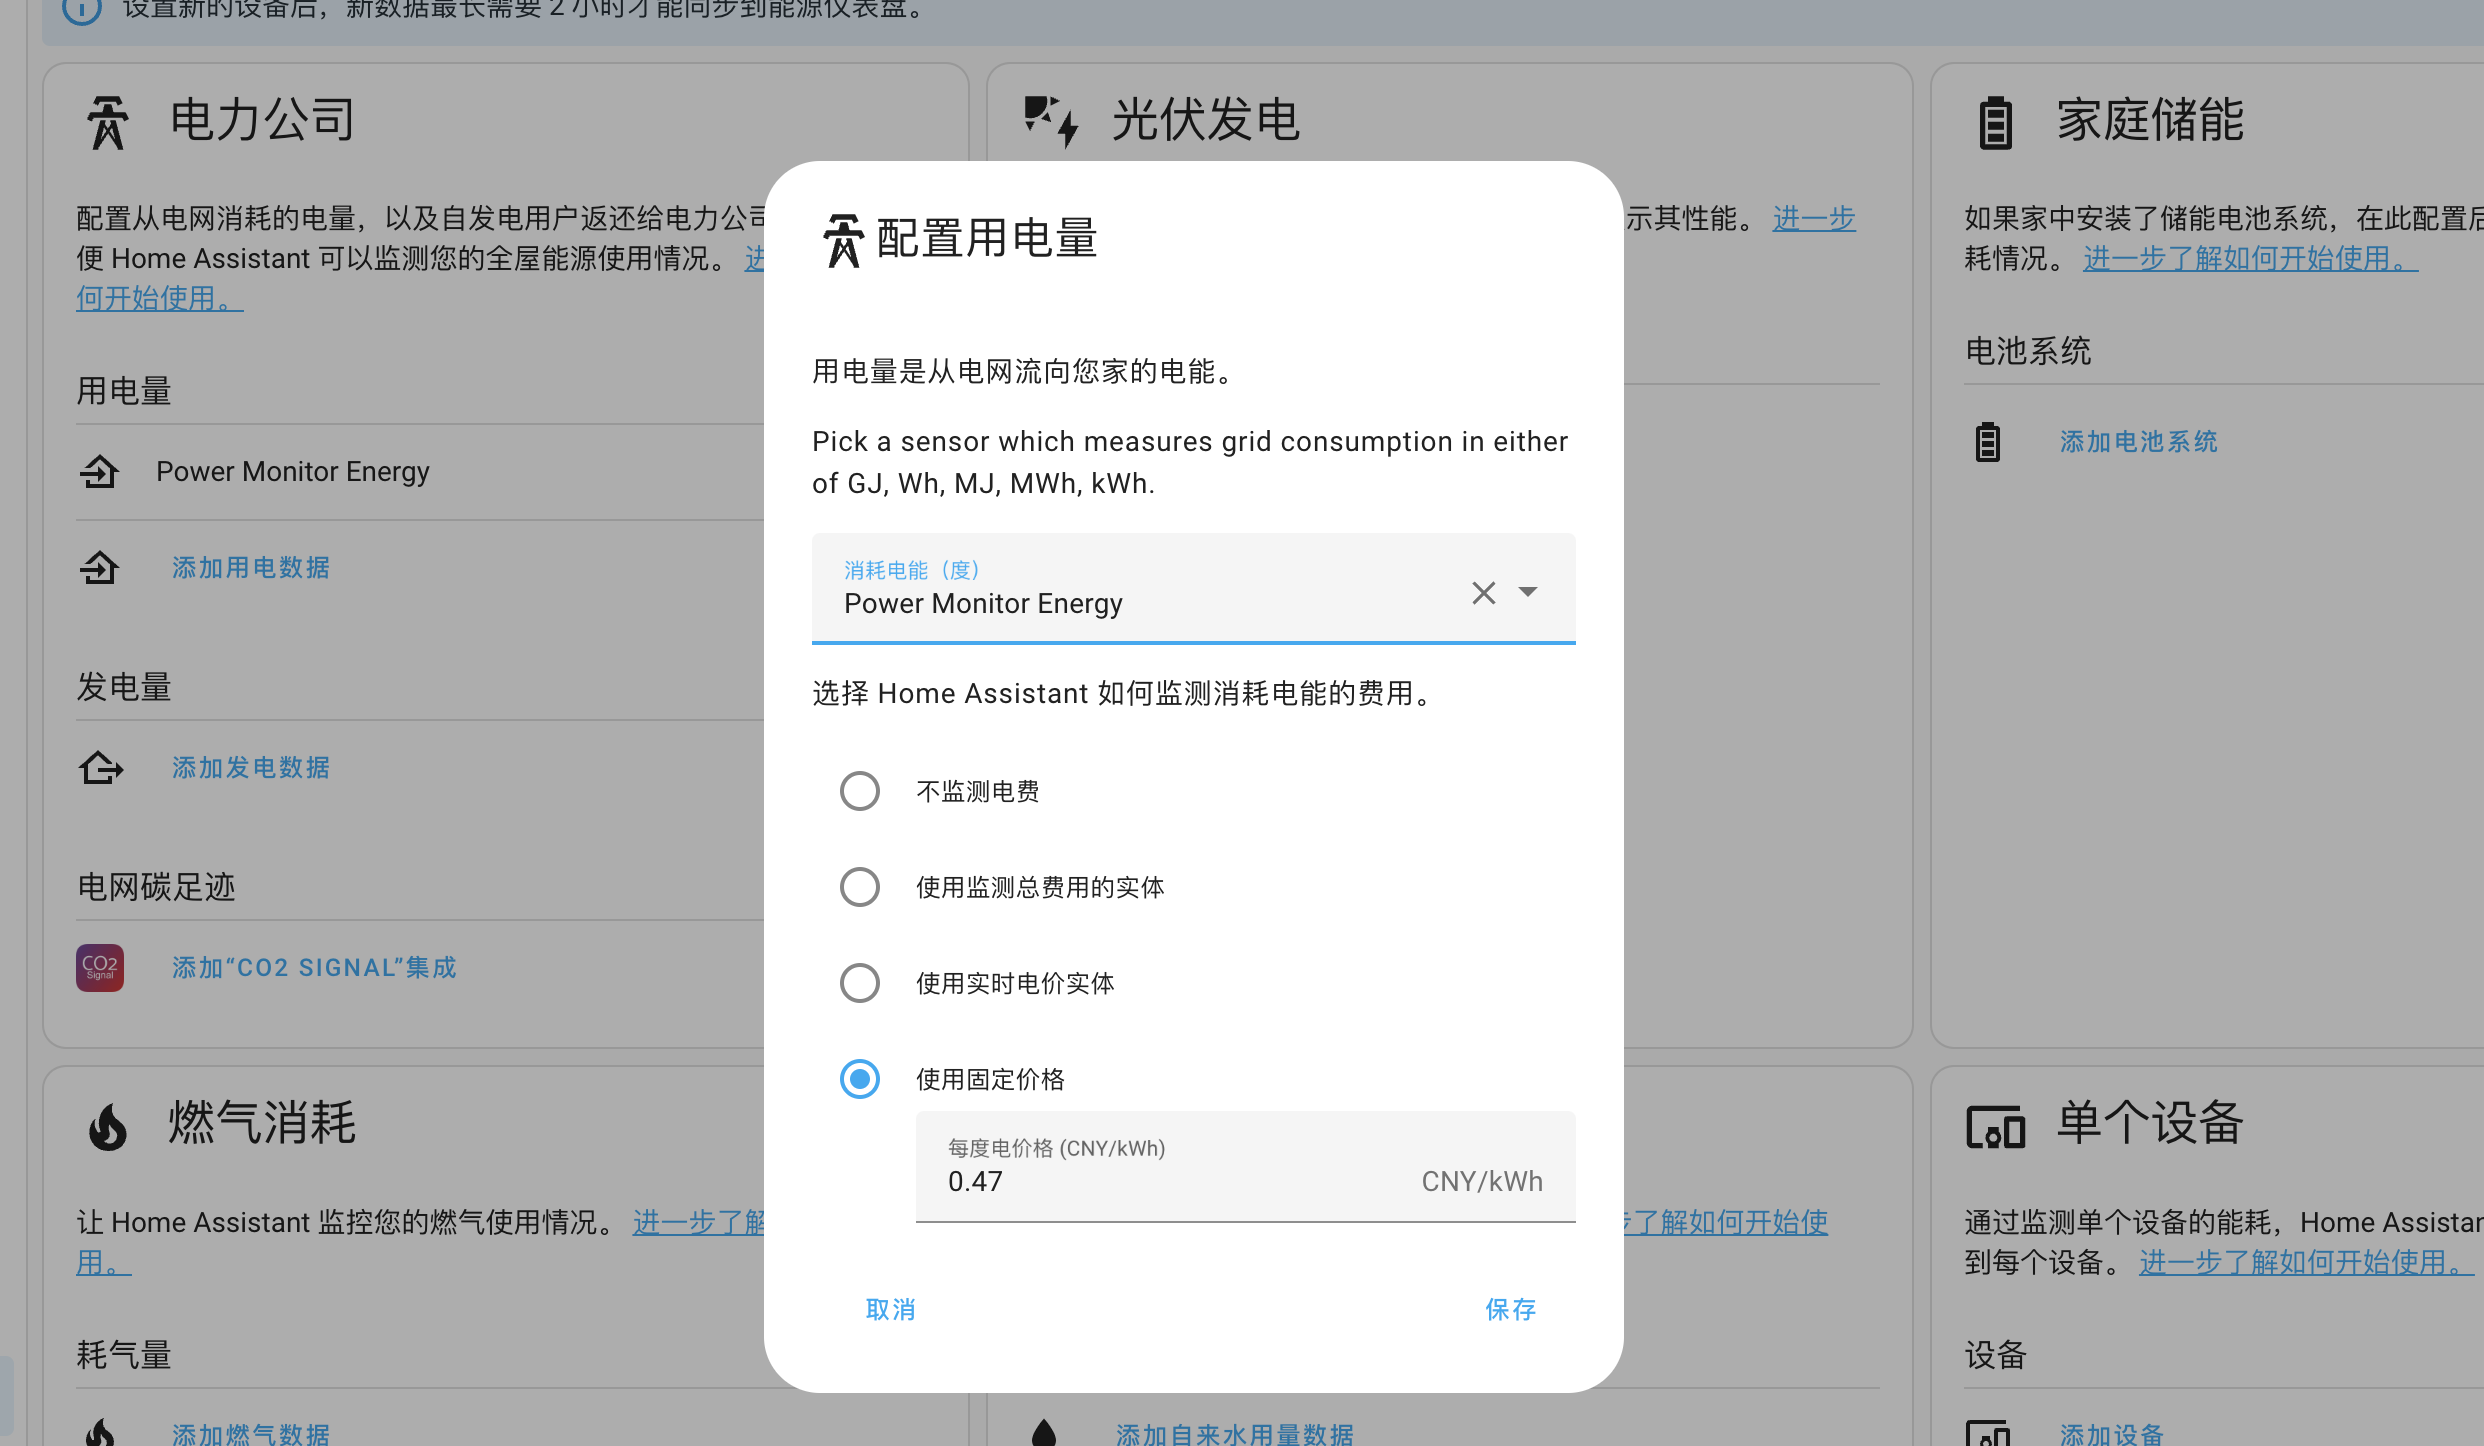 设置新的设备后，新数据最长需要 2 小时才能同步到能源仪表盘。
电力公司
配置从电网消耗的电量，以及自发电用户返还给电力公司
便 Home Assistant 可以监测您的全屋能源使用情况。 进
何开始使用。
用电量
Power Monitor Energy
添加用电数据
发电量
添加发电数据
电网碳足迹
CO2
Signal
添加“CO2 SIGNAL”集成
光伏发电
示其性能。 进一步
家庭储能
如果家中安装了储能电池系统，在此配置后
耗情况。 进一步了解如何开始使用。
电池系统
添加电池系统
配置用电量
用电量是从电网流向您家的电能。
Pick a sensor which measures grid consumption in either
of GJ, Wh, MJ, MWh, kWh.
消耗电能（度）
Power Monitor Energy
选择 Home Assistant 如何监测消耗电能的费用。
不监测电费
使用监测总费用的实体
使用实时电价实体
使用固定价格
每度电价格 (CNY/kWh)
0.47 CNY/kWh
取消
保存
燃气消耗
让 Home Assistant 监控您的燃气使用情况。 进一步了解
用。
耗气量
添加燃气数据
了解如何开始使
添加自来水用量数据
单个设备
通过监测单个设备的能耗，Home Assistan
到每个设备。 进一步了解如何开始使用。
设备
添加设备